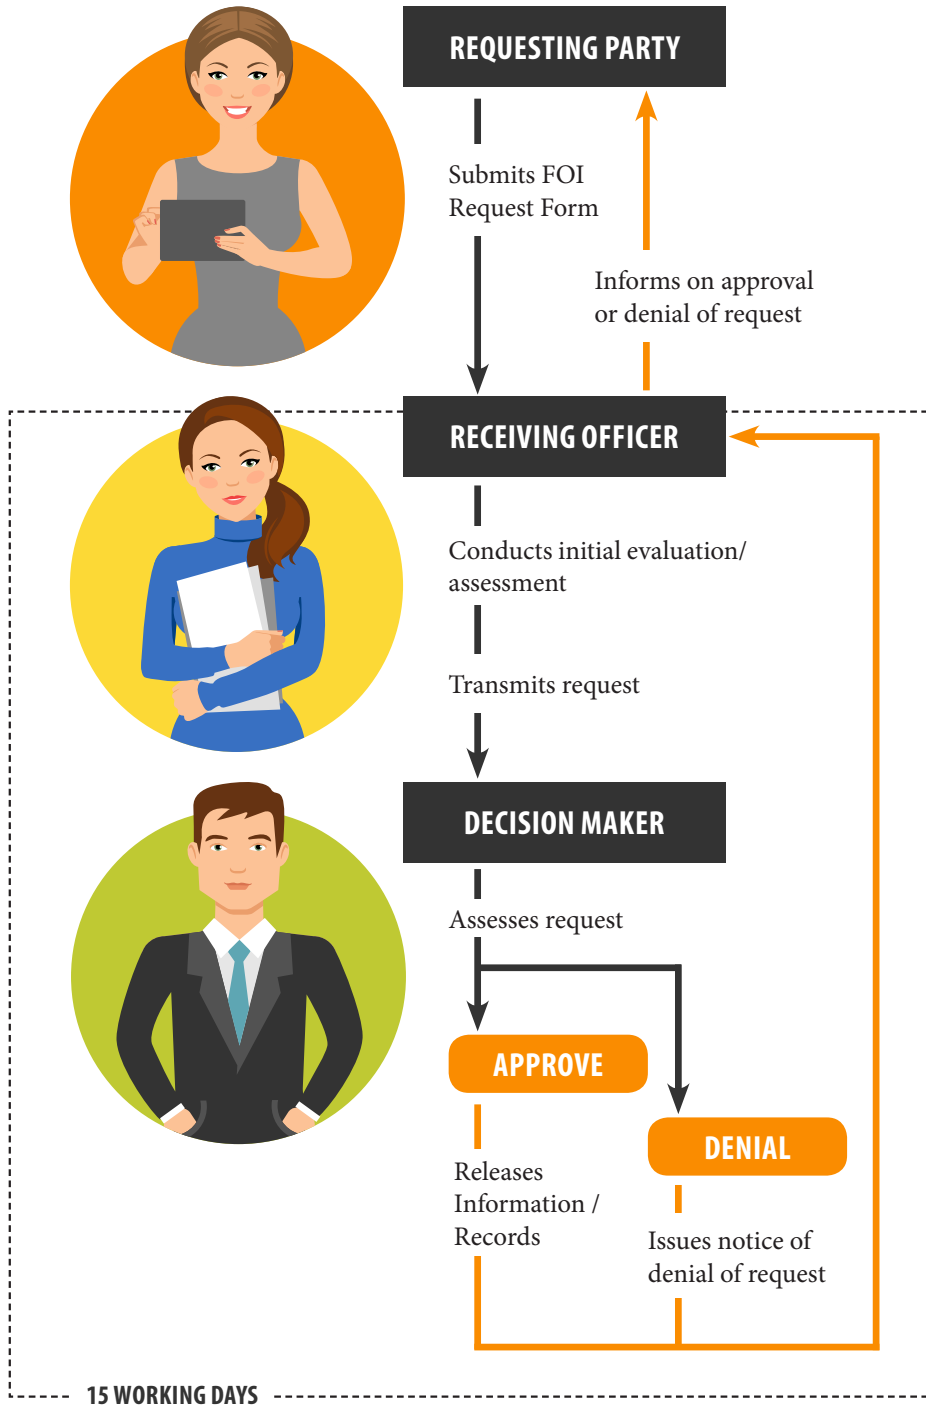 REQUESTING PARTY
Submits FOI
Request Form
Informs on approval
or denial of request
RECEIVING OFFICER
Conducts initial evaluation/
assessment
Transmits request
DECISION MAKER
Assesses request
APPROVE
DENIAL
Releases
Information /
Records
Issues notice of
denial of request
15 WORKING DAYS